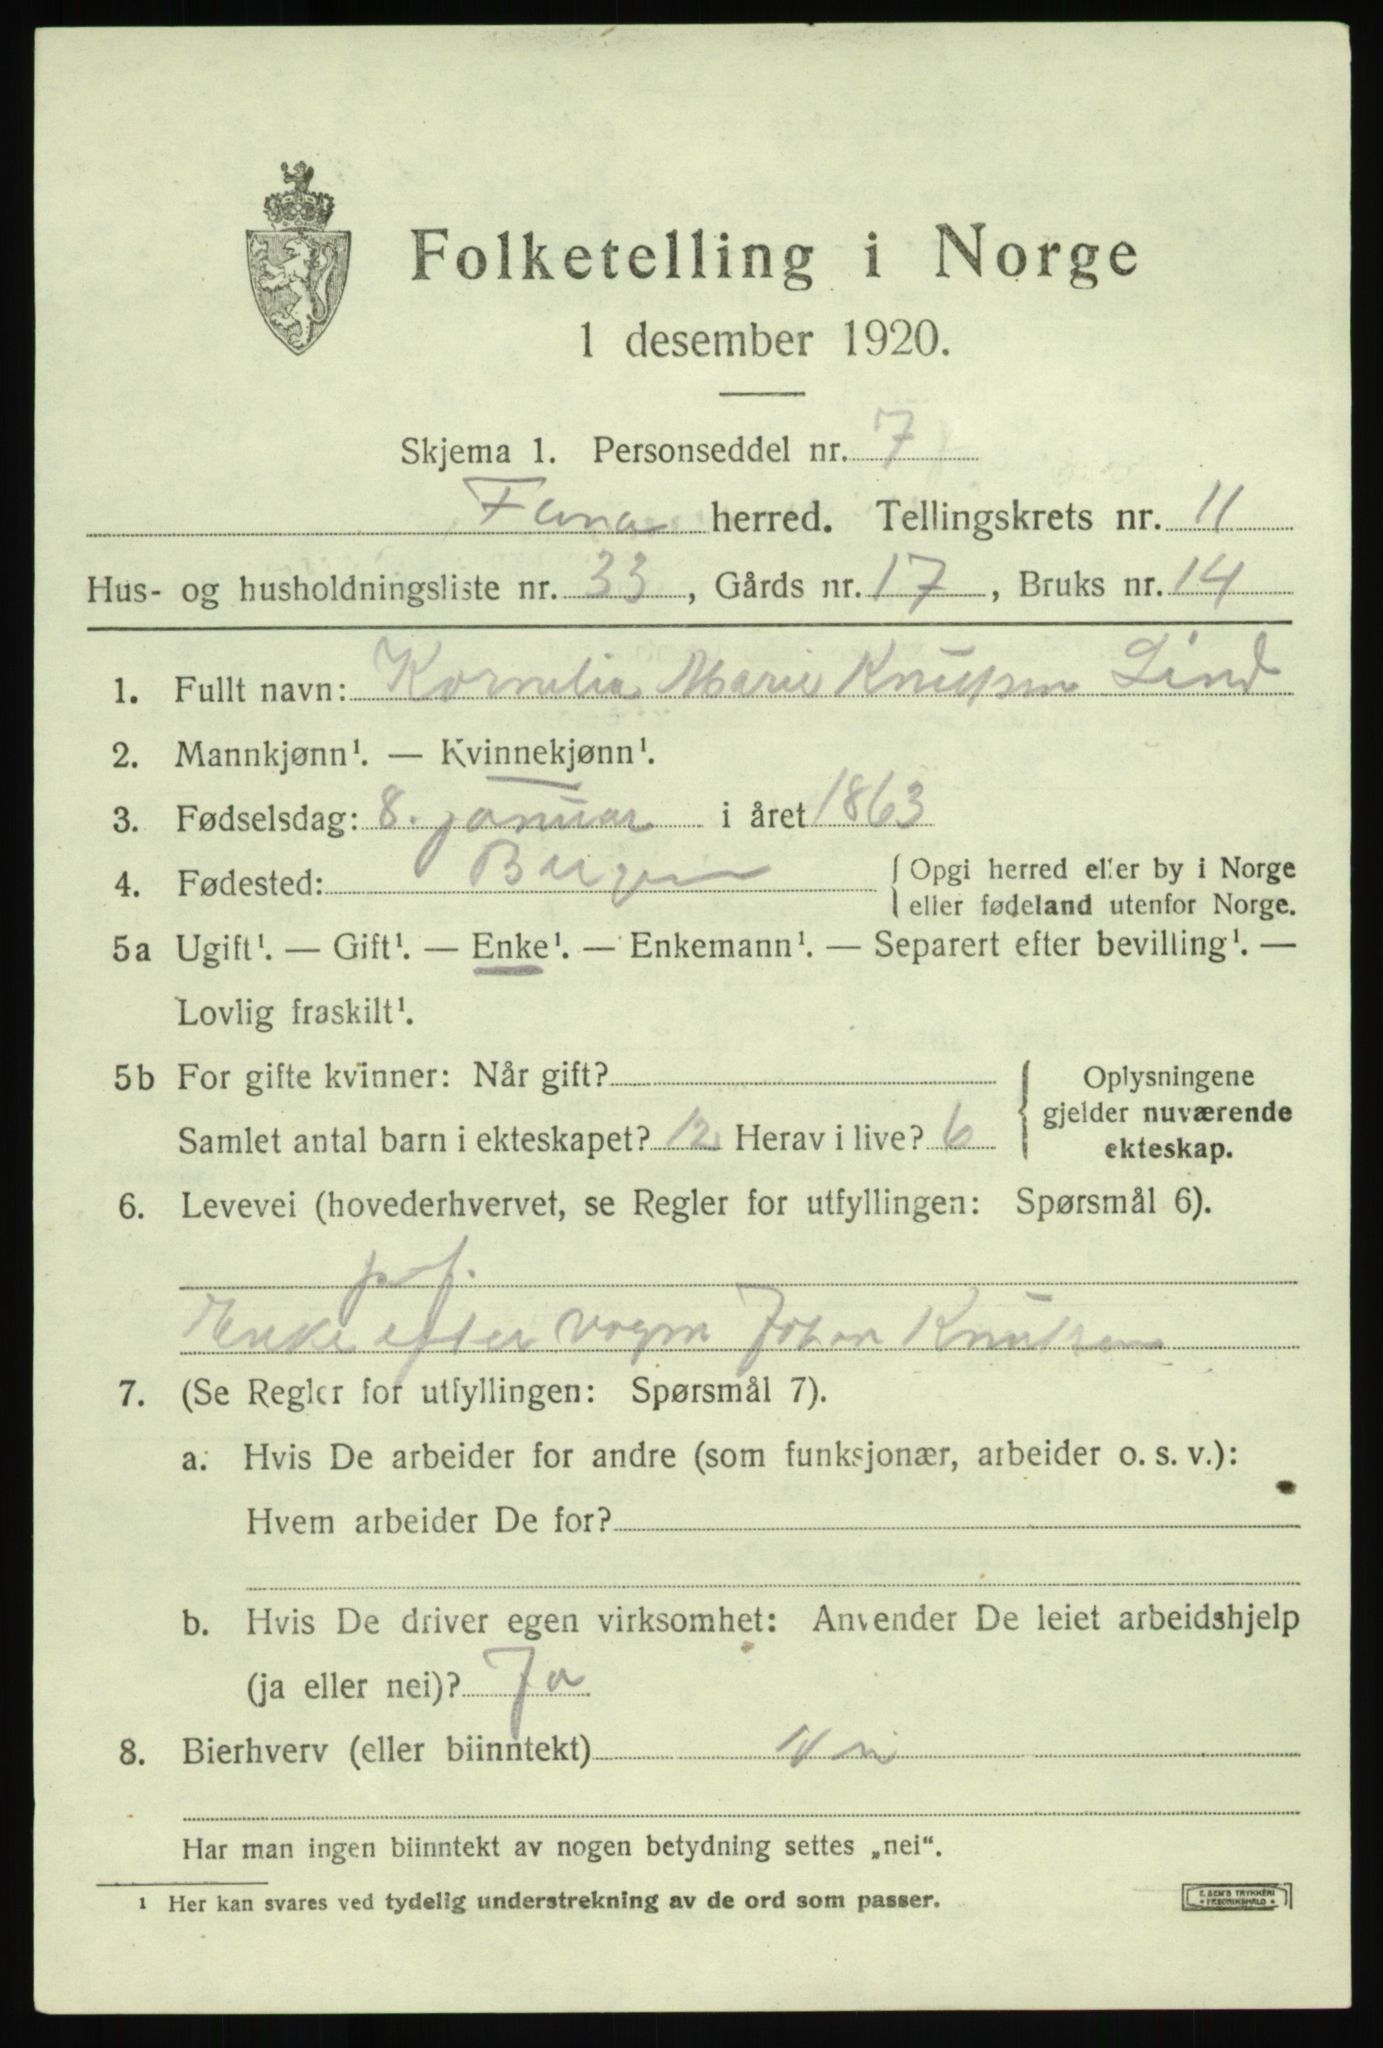 Folketelling i Norge
1 desember 1920.
Skjema 1. Personseddel nr. 7
Fana herred. Tellingskrets nr. 11
Hus- og husholdningsliste nr. 33, Gårds nr. 17, Bruks nr. 14
1. Fullt navn: Kornelia Marie Knutsen Lind
2. Mannkjønn¹. — Kvinnekjønn¹.
3. Fødselsdag: 8. januar i året 1863
4. Fødested: Bergen { Opgi herred eller by i Norge
eller fødeland utenfor Norge.
5a Ugift¹. — Gift¹. — Enke¹. — Enkemann¹. — Separert efter bevilling¹. —
Lovlig fraskilt¹.
5b For gifte kvinner: Når gift? { Oplysningene
gjelder nuværende
Samlet antal barn i ekteskapet? 12 Herav i live? 6
ekteskap.
6. Levevei (hovederhvervet, se Regler for utfyllingen: Spørsmål 6).
Enke efter vogm Johan Knutsen
7. (Se Regler for utfyllingen: Spørsmål 7).
a. Hvis De arbeider for andre (som funksjonær, arbeider o. s. v.):
Hvem arbeider De for?
b. Hvis De driver egen virksomhet: Anvender De leiet arbeidshjelp
(ja eller nei)? Ja
8. Bierhverv (eller biinntekt) Nei
Har man ingen biinntekt av nogen betydning settes „nei“.
¹ Her kan svares ved tydelig understrekning av de ord som passer.
E. SEM'S TRYKKERI
• FREDRIKSHALD •